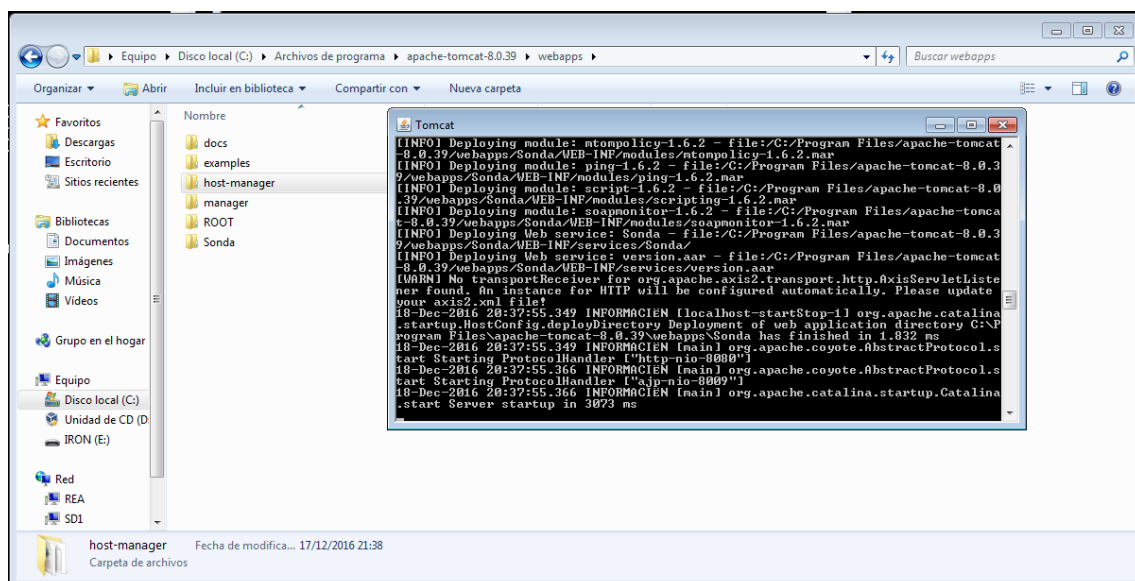 Equipo ▸ Disco local (C:) ▸ Archivos de programa ▸ apache-tomcat-8.0.39 ▸ webapps ▸
Buscar webapps
Organizar
Abrir
Incluir en biblioteca
Compartir con
Nueva carpeta
Favoritos
Descargas
Escritorio
Sitios recientes
Bibliotecas
Documentos
Imágenes
Música
Vídeos
Grupo en el hogar
Equipo
Disco local (C:)
Unidad de CD (D:
IRON (E:)
Red
REA
SD1
Nombre
docs
examples
host-manager
manager
ROOT
Sonda
Tomcat
[INFO] Deploying module: mtompolicy-1.6.2 - file:/C:/Program Files/apache-tomcat
-8.0.39/webapps/Sonda/WEB-INF/modules/mtompolicy-1.6.2.mar
[INFO] Deploying module: ping-1.6.2 - file:/C:/Program Files/apache-tomcat-8.0.3
9/webapps/Sonda/WEB-INF/modules/ping-1.6.2.mar
[INFO] Deploying module: script-1.6.2 - file:/C:/Program Files/apache-tomcat-8.0
.39/webapps/Sonda/WEB-INF/modules/scripting-1.6.2.mar
[INFO] Deploying module: soapmonitor-1.6.2 - file:/C:/Program Files/apache-tomca
t-8.0.39/webapps/Sonda/WEB-INF/modules/soapmonitor-1.6.2.mar
[INFO] Deploying Web service: Sonda - file:/C:/Program Files/apache-tomcat-8.0.3
9/webapps/Sonda/WEB-INF/services/Sonda/
[INFO] Deploying Web service: version.aar - file:/C:/Program Files/apache-tomcat
-8.0.39/webapps/Sonda/WEB-INF/services/version.aar
[WARN] No transportReceiver for org.apache.axis2.transport.http.AxisServletListe
ner found. An instance for HTTP will be configured automatically. Please update
your axis2.xml file!
18-Dec-2016 20:37:55.349 INFORMACIËN [localhost-startStop-1] org.apache.catalina
.startup.HostConfig.deployDirectory Deployment of web application directory C:\P
rogram Files\apache-tomcat-8.0.39\webapps\Sonda has finished in 1.832 ms
18-Dec-2016 20:37:55.349 INFORMACIËN [main] org.apache.coyote.AbstractProtocol.s
tart Starting ProtocolHandler ["http-nio-8080"]
18-Dec-2016 20:37:55.366 INFORMACIËN [main] org.apache.coyote.AbstractProtocol.s
tart Starting ProtocolHandler ["ajp-nio-8009"]
18-Dec-2016 20:37:55.366 INFORMACIËN [main] org.apache.catalina.startup.Catalina
.start Server startup in 3073 ms
host-manager
Fecha de modifica... 17/12/2016 21:38
Carpeta de archivos